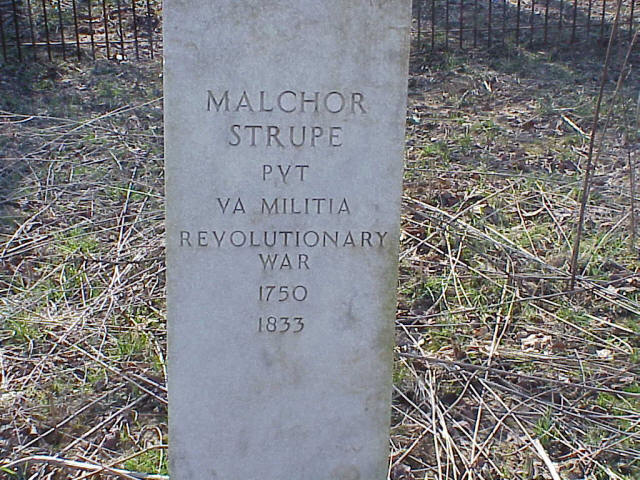 MALCHOR
STRUPE
PVT
VA MILITIA
REVOLUTIONARY
WAR
1750
1833